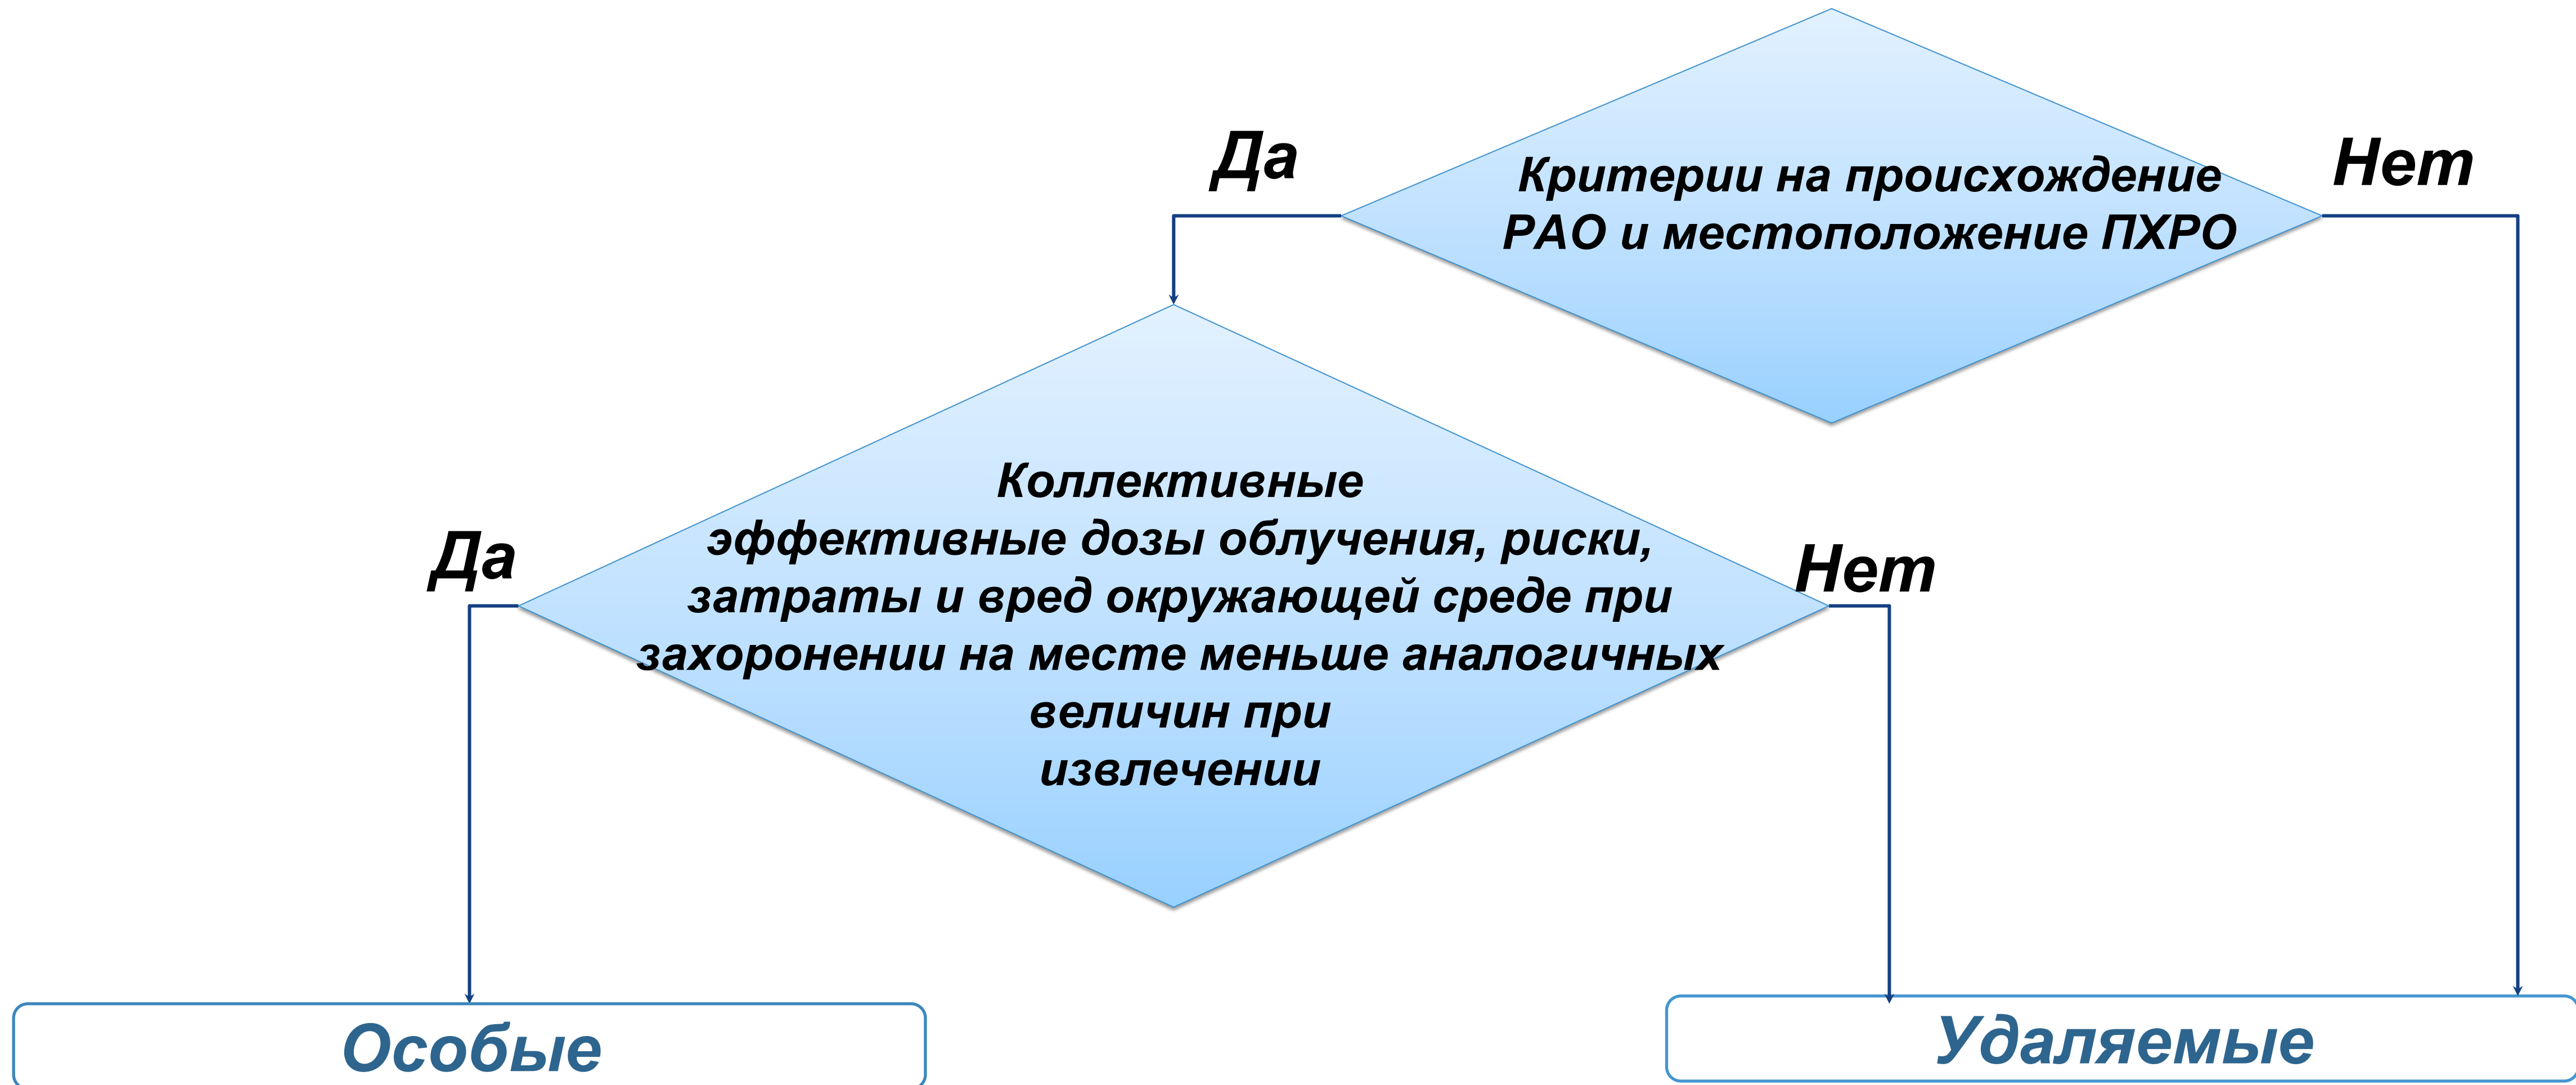 Да
Критерии на происхождение
РАО и местоположение ПХРО
Нет
Коллективные
эффективные дозы облучения, риски,
затраты и вред окружающей среде при
захоронении на месте меньше аналогичных
величин при
извлечении
Да
Нет
Особые
Удаляемые